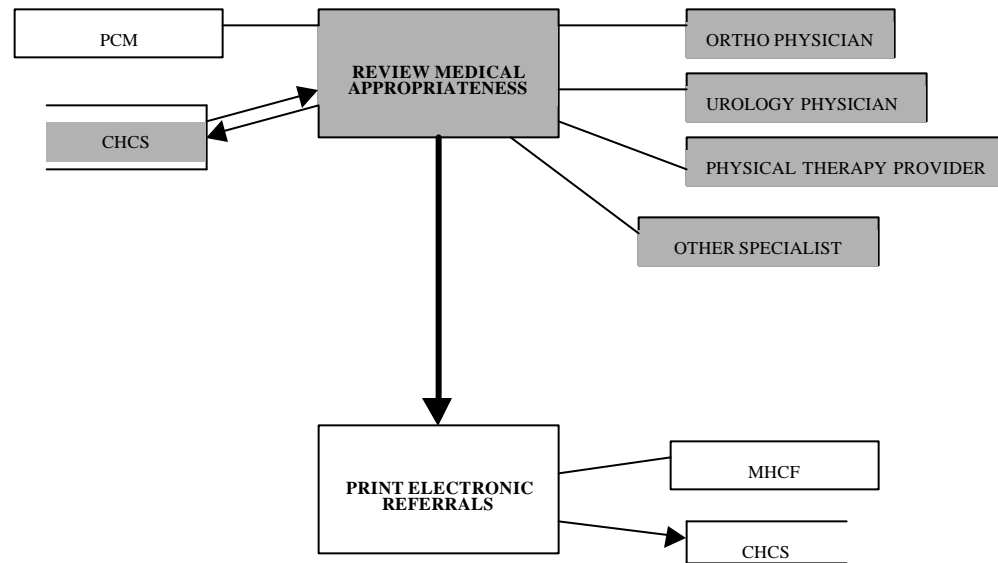 PCM
REVIEW MEDICAL
APPROPRIATENESS
ORTHO PHYSICIAN
UROLOGY PHYSICIAN
CHCS
PHYSICAL THERAPY PROVIDER
OTHER SPECIALIST
PRINT ELECTRONIC
REFERRALS
MHCF
CHCS